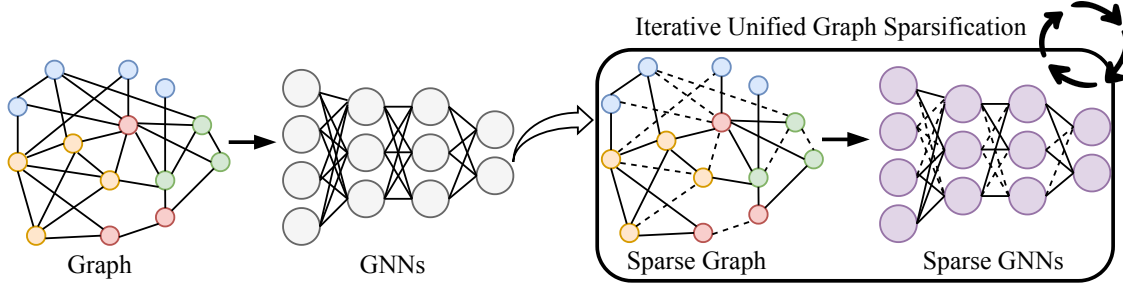 Iterative Unified Graph Sparsification
Graph
GNNs
Sparse Graph
Sparse GNNs